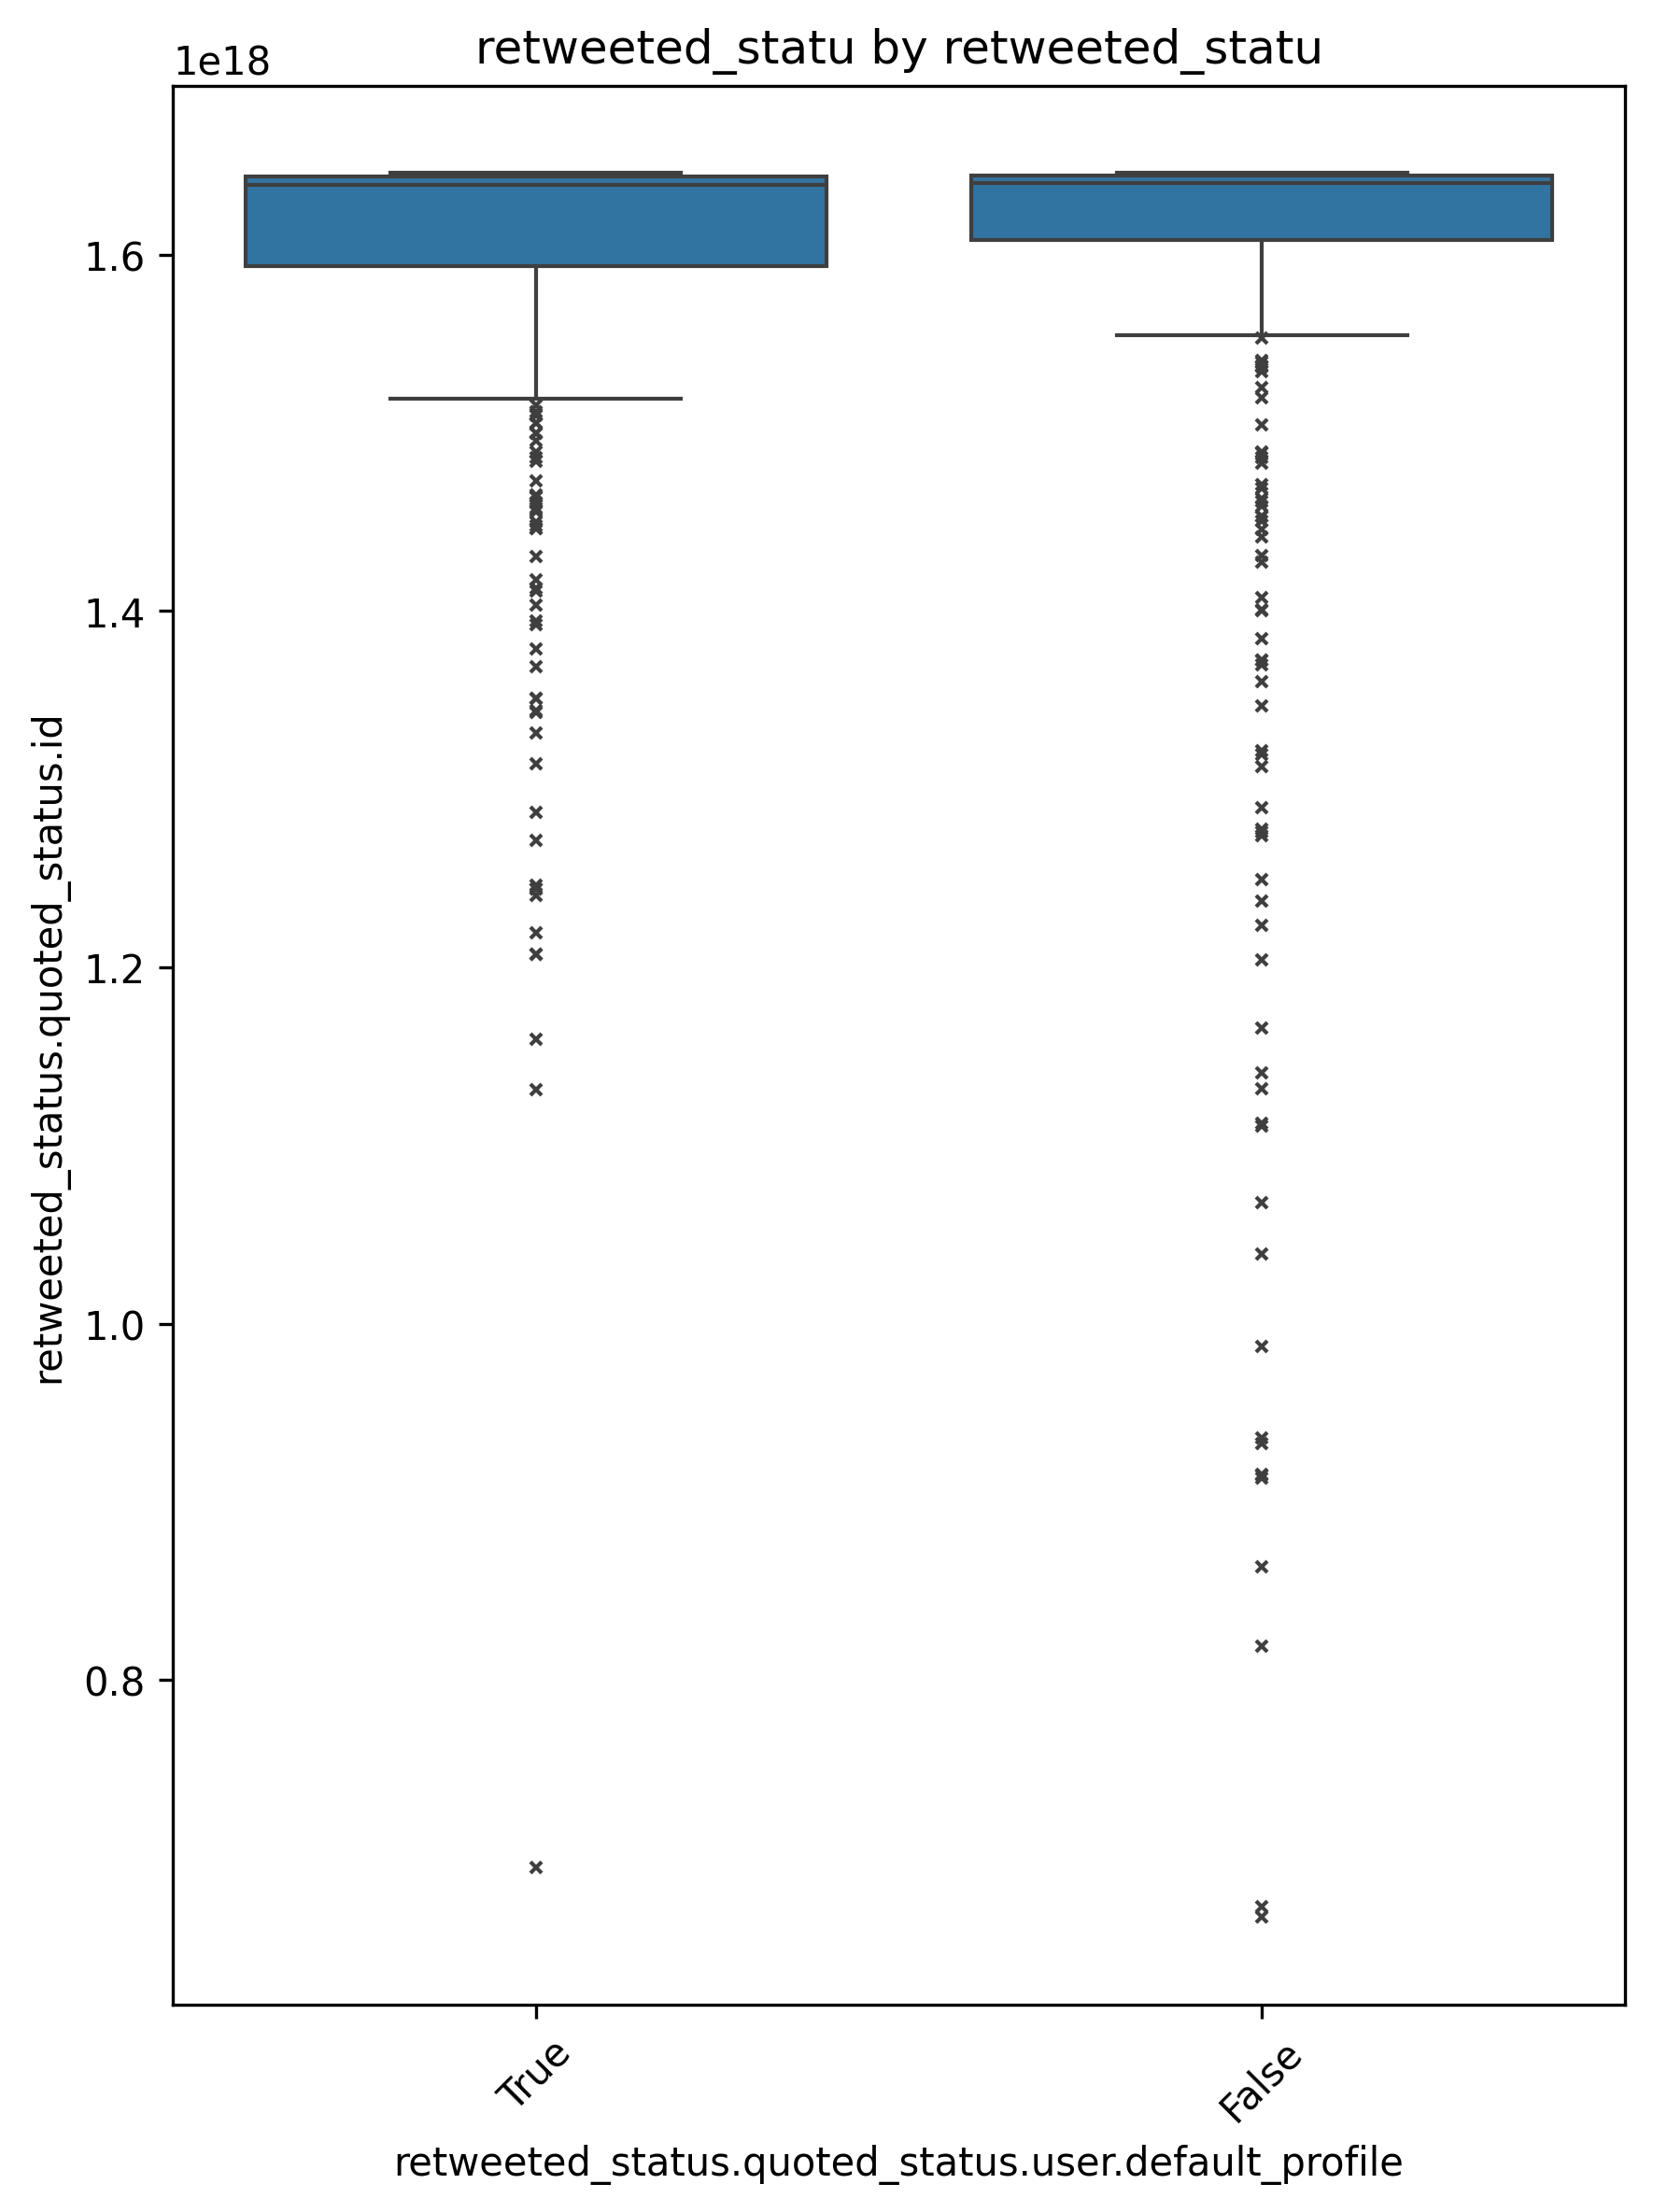 retweeted_statu by retweeted_statu
1e18
1.6
1.4
1.2
1.0
0.8
retweeted_status.quoted_status.id
True
False
retweeted_status.quoted_status.user.default_profile